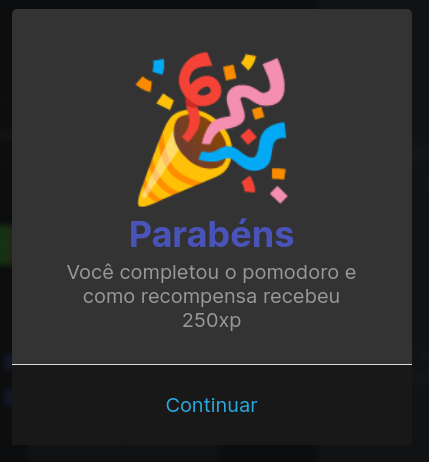 Parabéns
Você completou o pomodoro e
como recompensa recebeu
250xp
Continuar